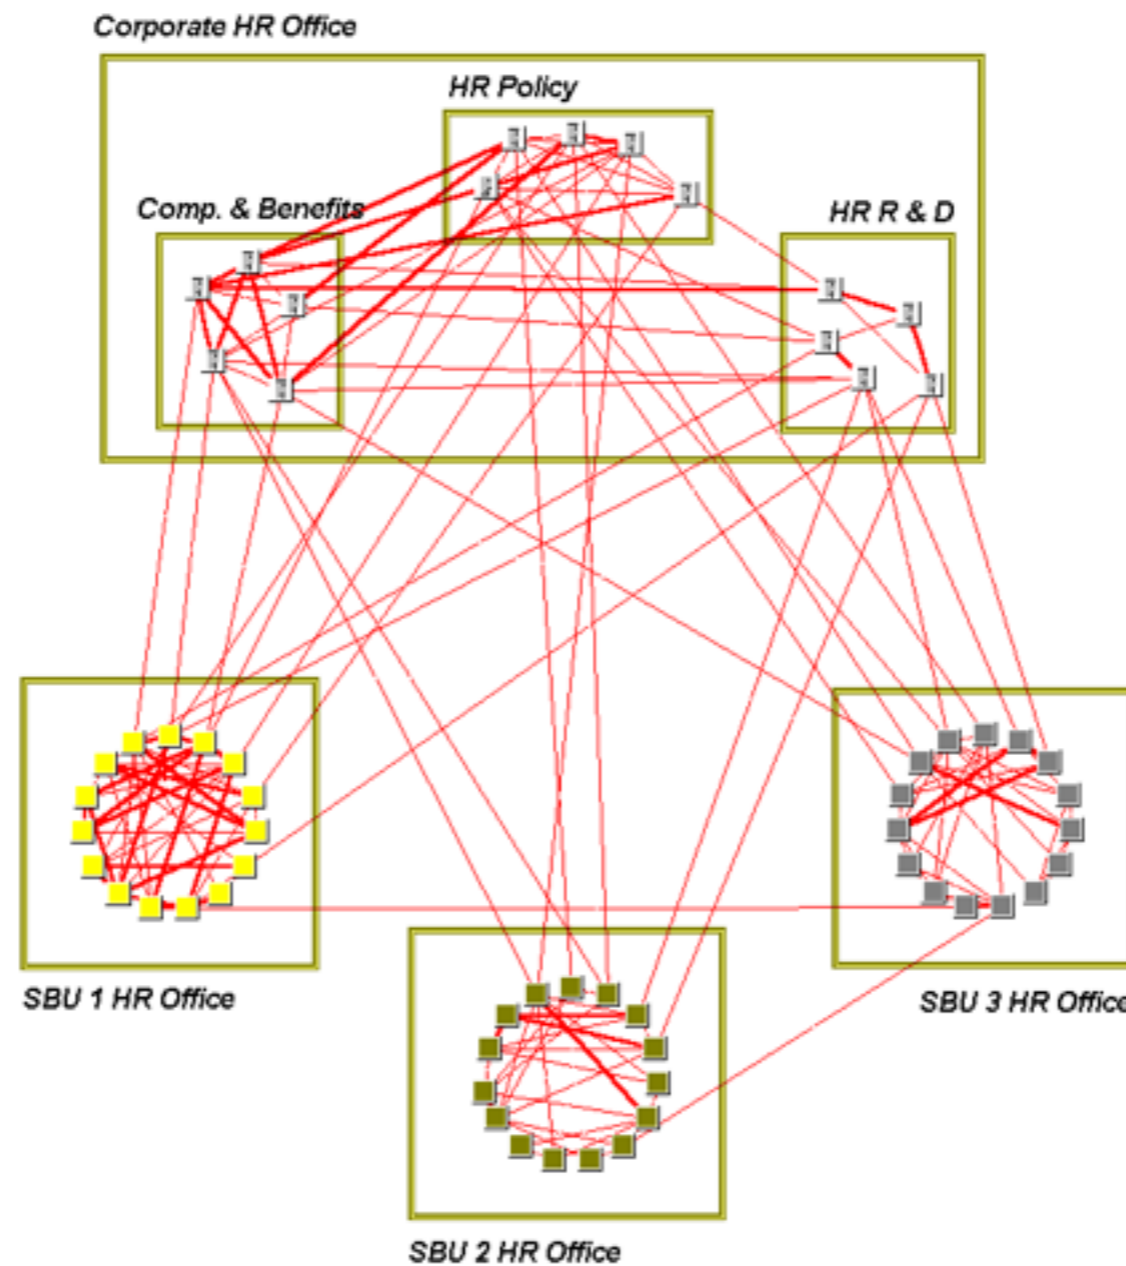 Corporate HR Office
HR Policy
Comp. & Benefits
HR R & D
SBU 1 HR Office
SBU 3 HR Office
SBU 2 HR Office